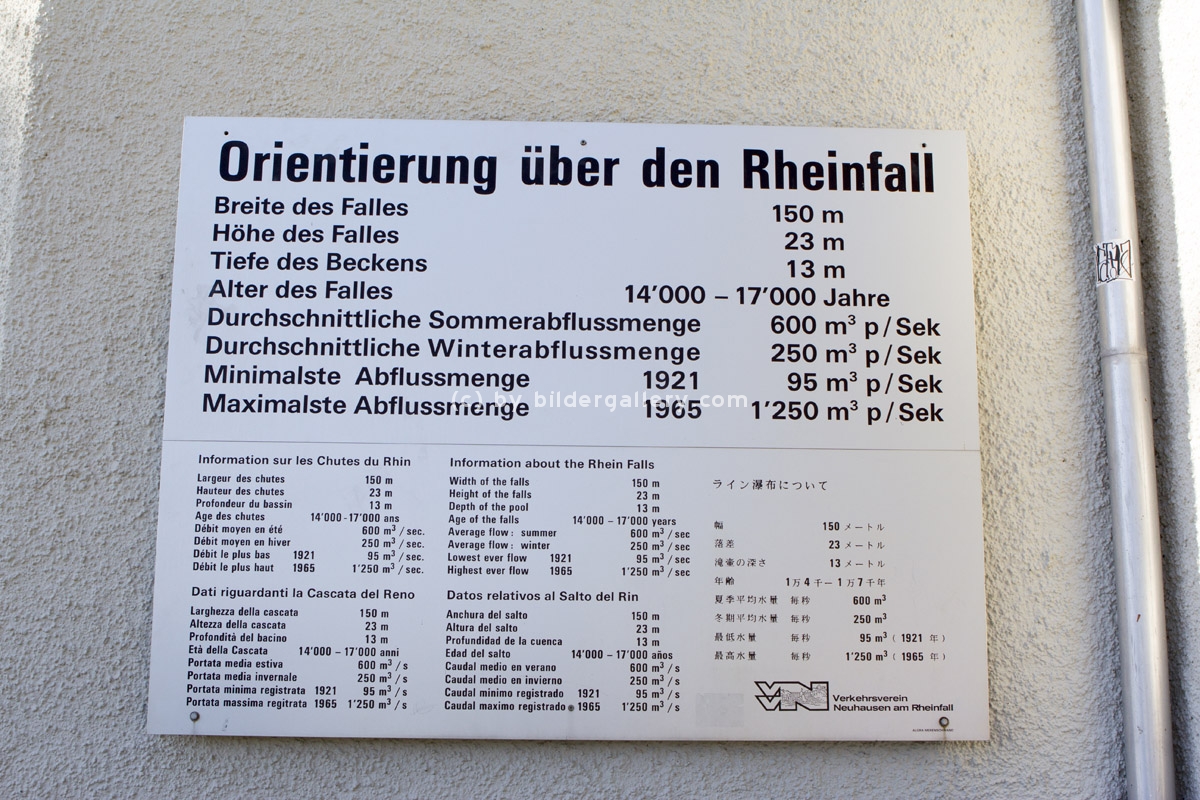 Orientierung über den Rheinfall
Breite des Falles 150 m
Höhe des Falles 23 m
Tiefe des Beckens 13 m
Alter des Falles 14’000 – 17’000 Jahre
Durchschnittliche Sommerabflussmenge 600 m³ p/Sek
Durchschnittliche Winterabflussmenge 250 m³ p/Sek
Minimalste Abflussmenge 1921 95 m³ p/Sek
Maximalste Abflussmenge 1965 1’250 m³ p/Sek
(c) by bildergallery.com
Information sur les Chutes du Rhin
Largeur des chutes 150 m
Hauteur des chutes 23 m
Profondeur du bassin 13 m
Age des chutes 14’000-17’000 ans
Débit moyen en été 600 m³/sec.
Débit moyen en hiver 250 m³/sec.
Débit le plus bas 1921 95 m³/sec.
Débit le plus haut 1965 1’250 m³/sec.
Information about the Rhein Falls
Width of the falls 150 m
Height of the falls 23 m
Depth of the pool 13 m
Age of the falls 14’000 – 17’000 years
Average flow: summer 600 m³/sec
Average flow: winter 250 m³/sec
Lowest ever flow 1921 95 m³/sec
Highest ever flow 1965 1’250 m³/sec
Dati riguardanti la Cascata del Reno
Larghezza della cascata 150 m
Altezza della cascata 23 m
Profondità del bacino 13 m
Età della Cascata 14’000 – 17’000 anni
Portata media estiva 600 m³/s
Portata media invernale 250 m³/s
Portata minima registrata 1921 95 m³/s
Portata massima regitrata 1965 1’250 m³/s
Datos relativos al Salto del Rin
Anchura del salto 150 m
Altura del salto 23 m
Profundidad de la cuenca 13 m
Edad del salto 14’000 – 17’000 años
Caudal medio en verano 600 m³/s
Caudal medio en invierno 250 m³/s
Caudal minimo registrado 1921 95 m³/s
Caudal maximo registrado 1965 1’250 m³/s
ライン瀑布について
幅 150 メートル
落差 23 メートル
滝壷の深さ 13 メートル
年齢 1万4千ー1万7千年
夏季平均水量 毎秒 600 m³
冬期平均水量 毎秒 250 m³
最低水量 毎秒 95 m³ (1921 年)
最高水量 毎秒 1’250 m³ (1965 年)
VVN
Verkehrsverein
Neuhausen am Rheinfall